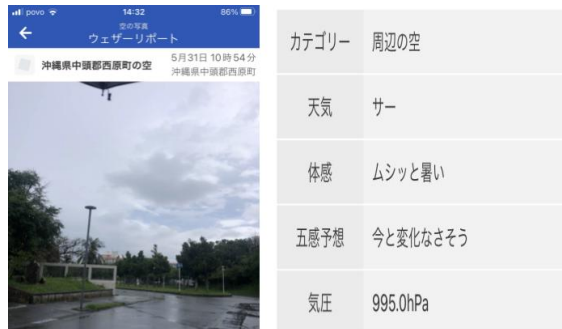 povo 14:32 86%
空の写真
ウェザーリポート
沖縄県中頭郡西原町の空
5月31日 10時54分
沖縄県中頭郡西原町
カテゴリー 周辺の空
天気 サー
体感 ムシッと暑い
五感予想 今と変化なさそう
気圧 995.0hPa